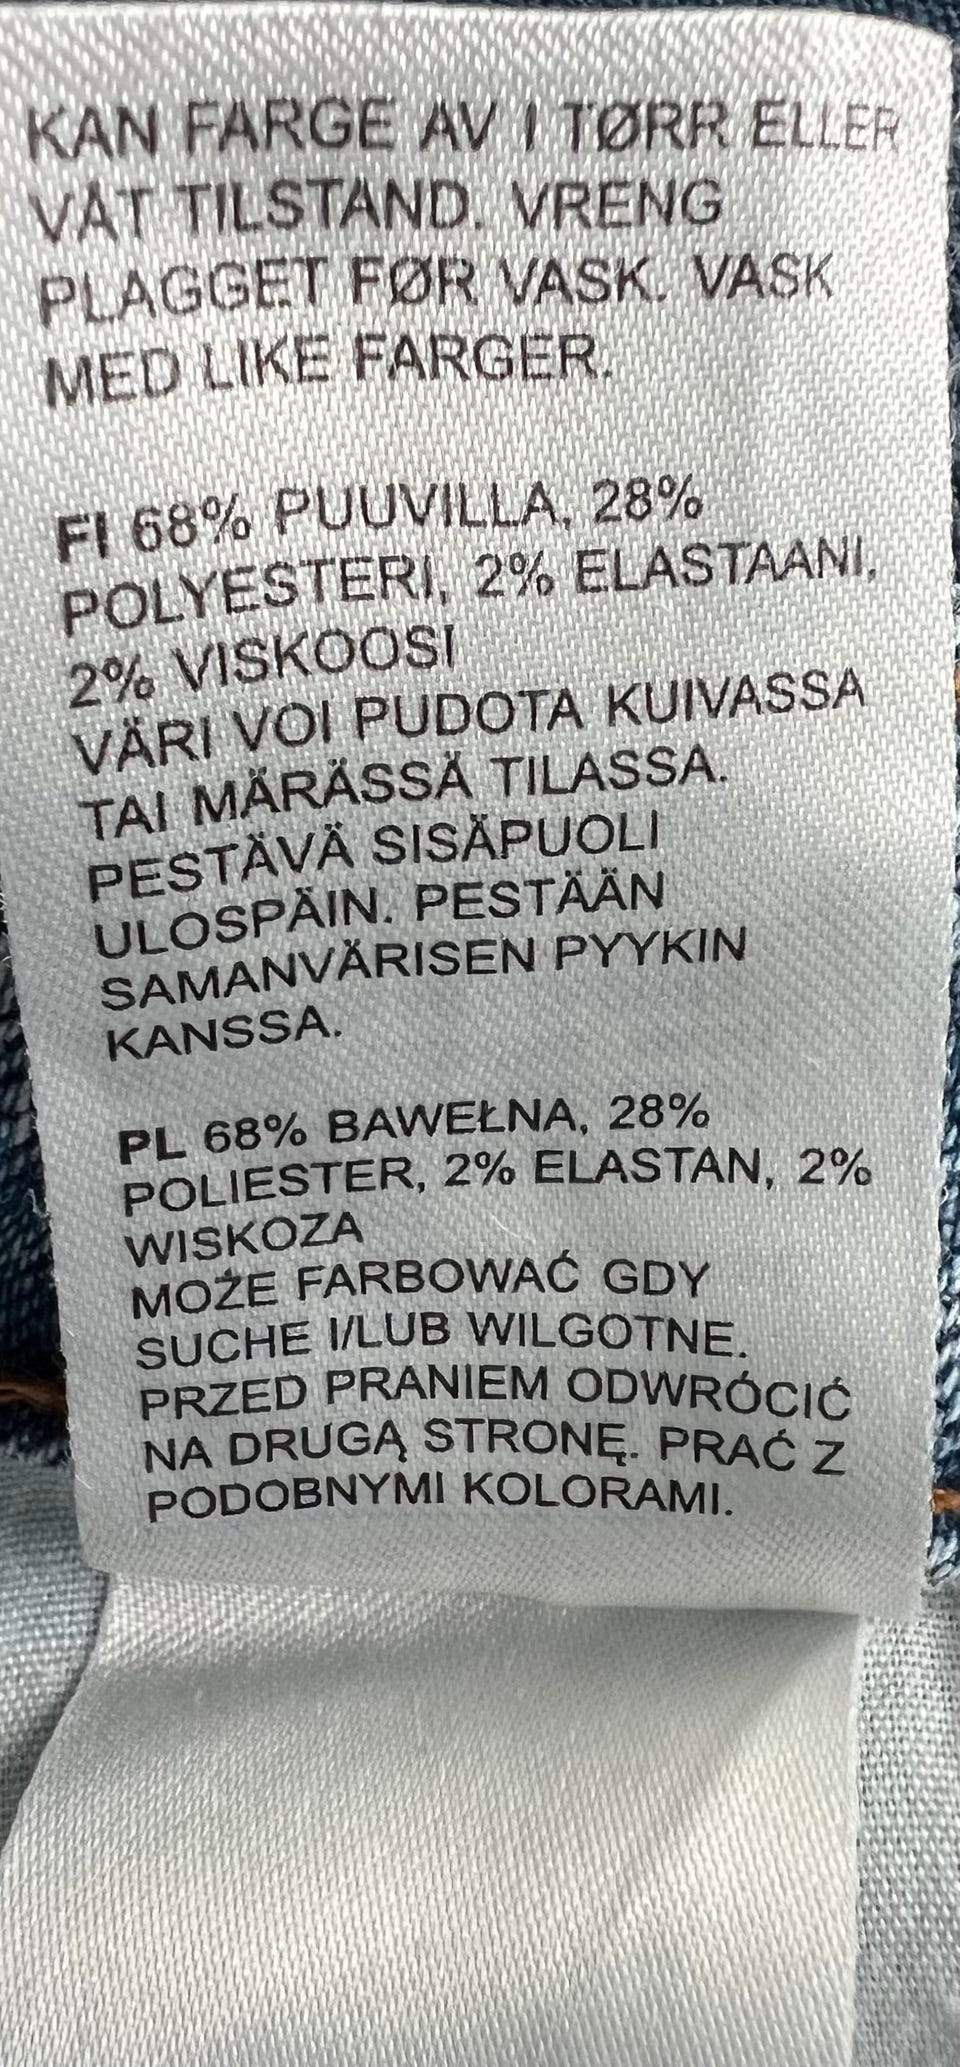 KAN FARGE AV I TØRR ELLER
VÅT TILSTAND. VRENG
PLAGGET FØR VASK. VASK
MED LIKE FARGER.
FI 68% PUUVILLA, 28%
POLYESTERI, 2% ELASTAANI,
2% VISKOOSI
VÄRI VOI PUDOTA KUIVASSA
TAI MÄRÄSSÄ TILASSA.
PESTÄVÄ SISÄPUOLI
ULOSPÄIN. PESTÄÄN
SAMANVÄRISEN PYYKIN
KANSSA.
PL 68% BAWEŁNA, 28%
POLIESTER, 2% ELASTAN, 2%
WISKOZA
MOŻE FARBOWAĆ GDY
SUCHE I/LUB WILGOTNE.
PRZED PRANIEM ODWRÓCIĆ
NA DRUGĄ STRONĘ. PRAĆ Z
PODOBNYMI KOLORAMI.